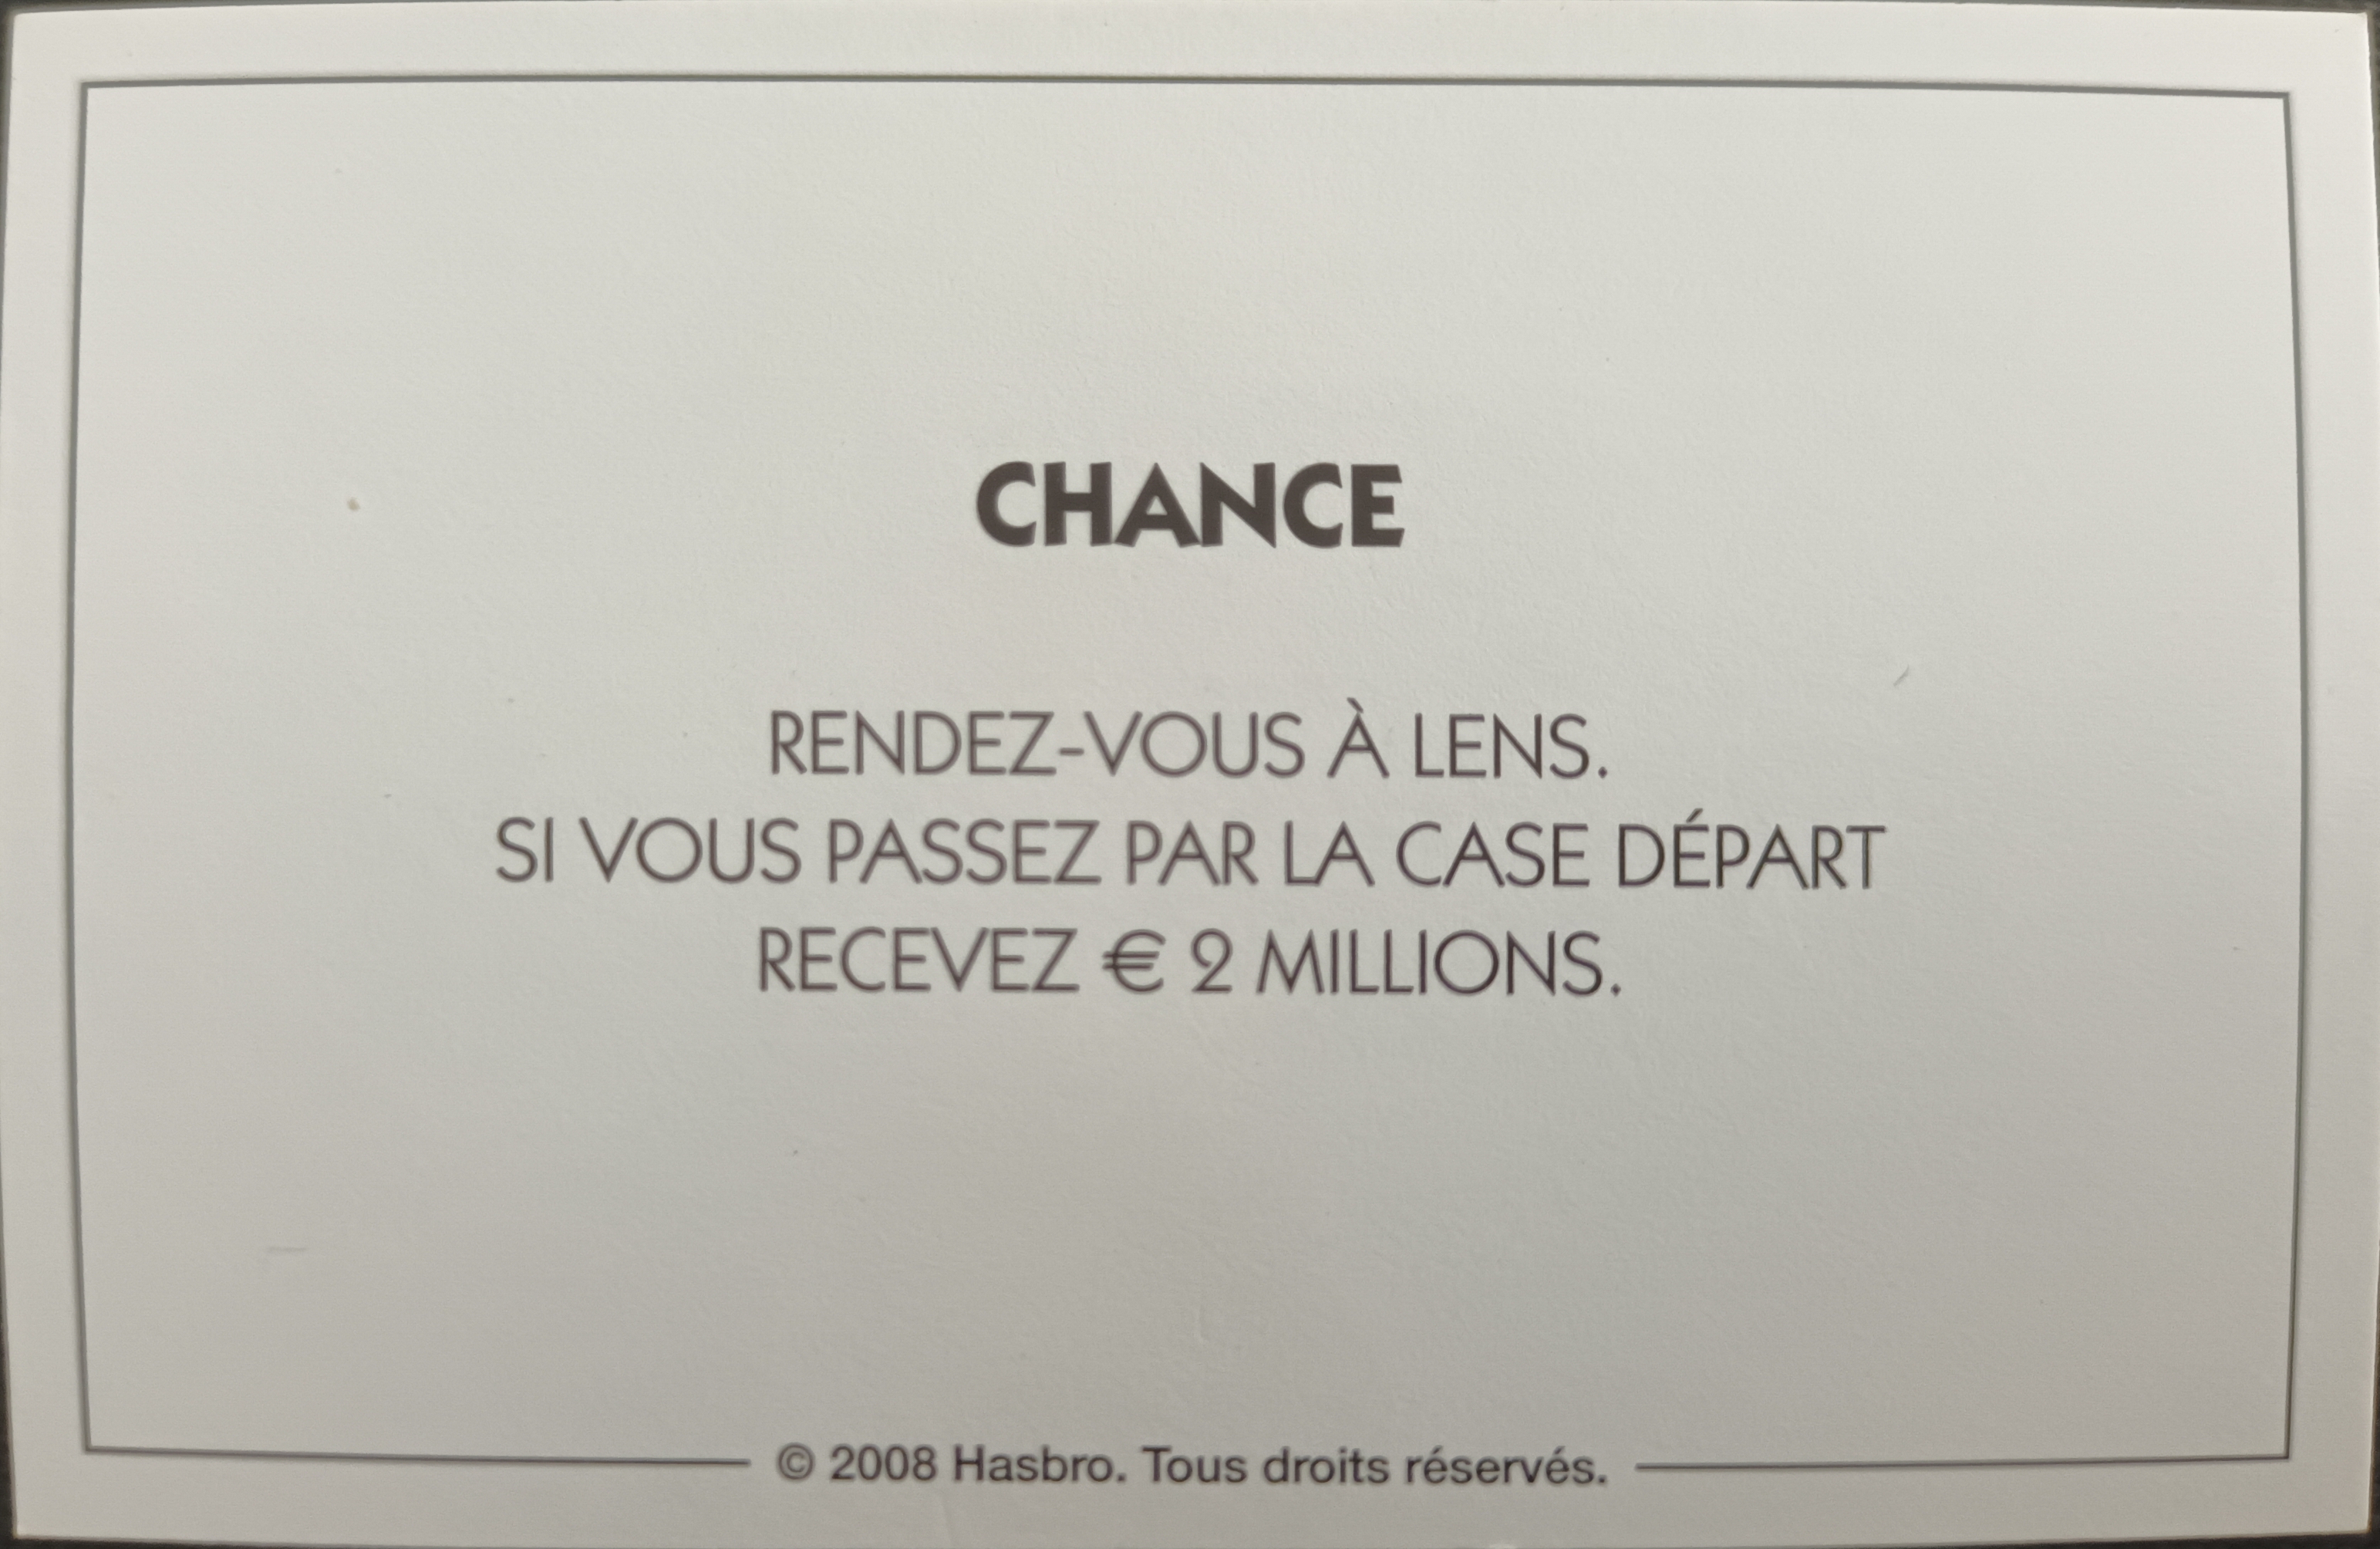 CHANCE
RENDEZ-VOUS À LENS.
SI VOUS PASSEZ PAR LA CASE DÉPART
RECEVEZ € 2 MILLIONS.
© 2008 Hasbro. Tous droits réservés.